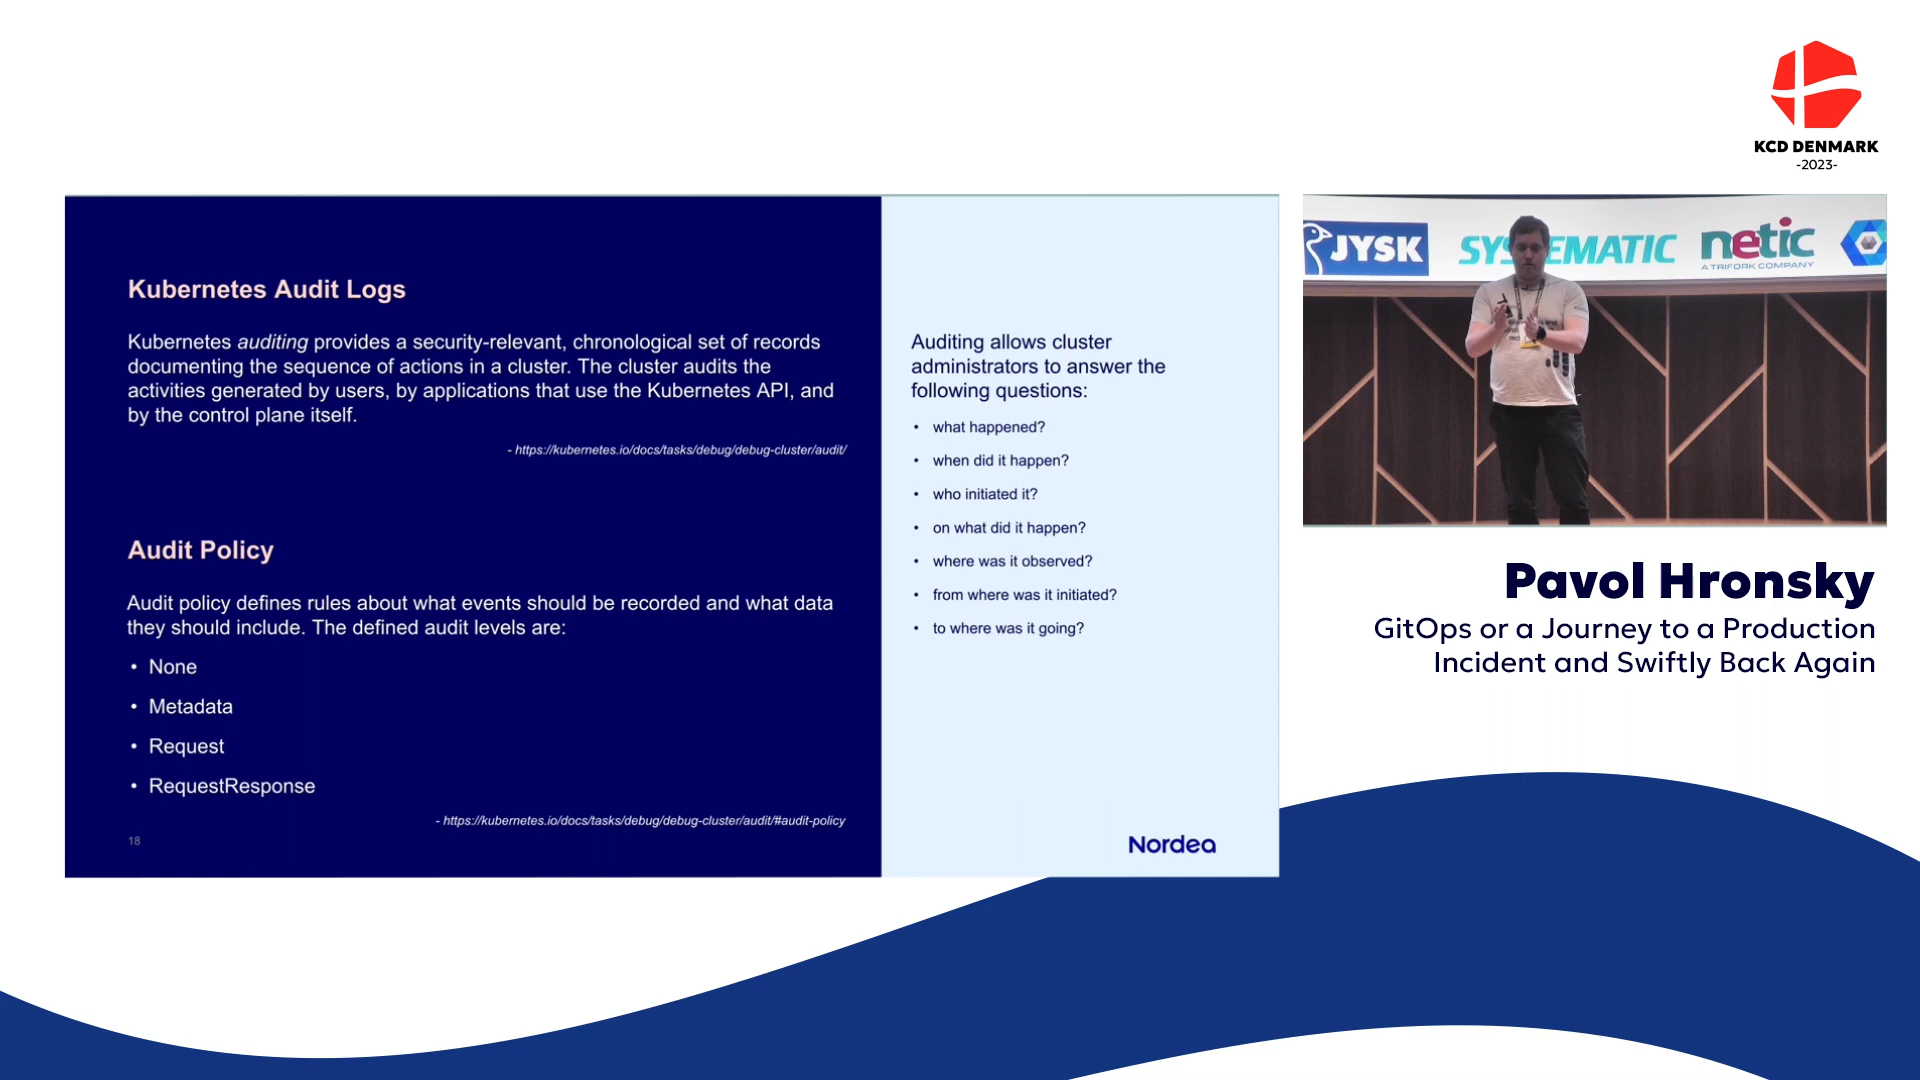 KCD DENMARK
-2023-
Kubernetes Audit Logs
Kubernetes auditing provides a security-relevant, chronological set of records
documenting the sequence of actions in a cluster. The cluster audits the
activities generated by users, by applications that use the Kubernetes API, and
by the control plane itself.
- https://kubernetes.io/docs/tasks/debug/debug-cluster/audit/
Audit Policy
Audit policy defines rules about what events should be recorded and what data
they should include. The defined audit levels are:
• None
• Metadata
• Request
• RequestResponse
- https://kubernetes.io/docs/tasks/debug/debug-cluster/audit/#audit-policy
18
Auditing allows cluster
administrators to answer the
following questions:
• what happened?
• when did it happen?
• who initiated it?
• on what did it happen?
• where was it observed?
• from where was it initiated?
• to where was it going?
Nordea
JYSK
SYSTEMATIC
netic
A TRIFORK COMPANY
Pavol Hronsky
GitOps or a Journey to a Production
Incident and Swiftly Back Again